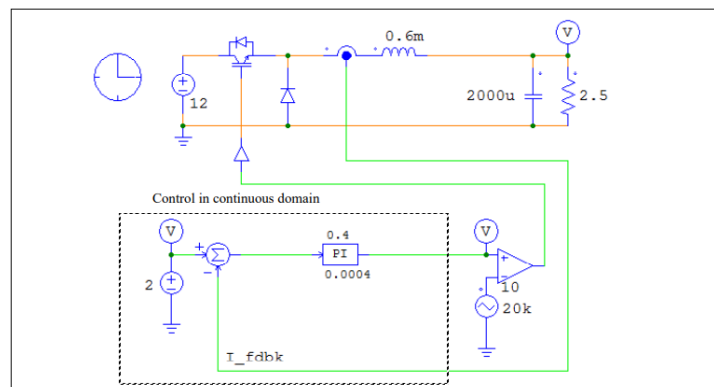 V
0.6m
12
2000u
2.5
Control in continuous domain
V
0.4
V
+
Σ
PI
+
2
-
0.0004
-
10
20k
I_fdbk